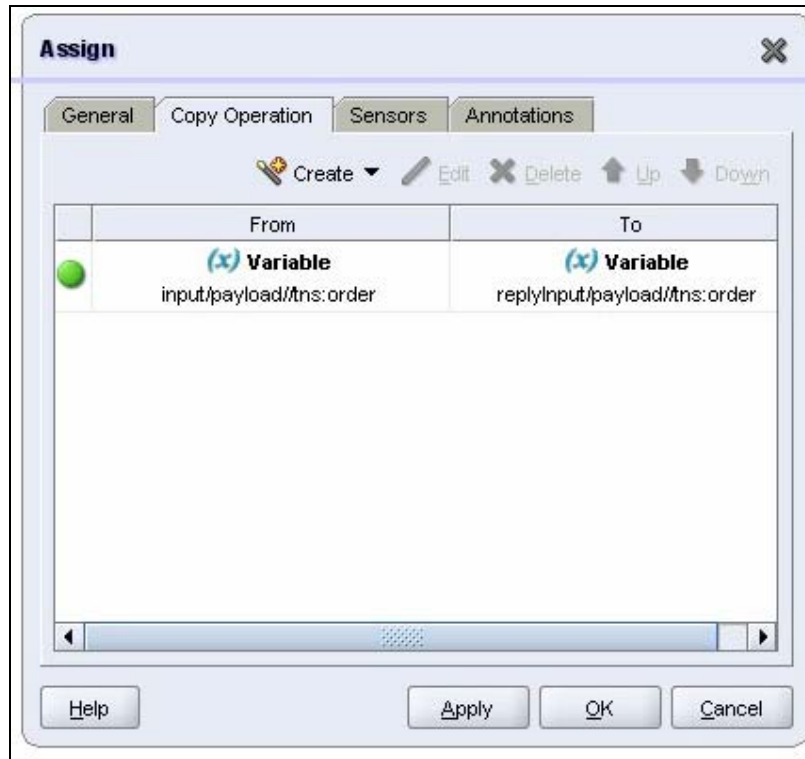 Assign
General Copy Operation Sensors Annotations
Create Edit Delete Up Down
From To
(x) Variable (x) Variable
input/payload//tns:order replyInput/payload//tns:order
Help Apply OK Cancel